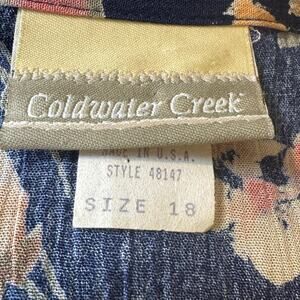 Coldwater Creek
MADE IN U.S.A.
STYLE 48147
SIZE 18